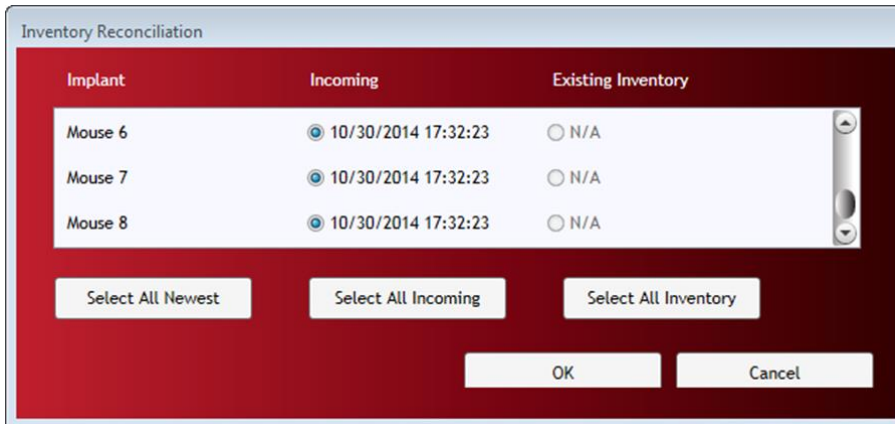 Inventory Reconciliation
Implant Incoming Existing Inventory
Mouse 6 10/30/2014 17:32:23 N/A
Mouse 7 10/30/2014 17:32:23 N/A
Mouse 8 10/30/2014 17:32:23 N/A
Select All Newest Select All Incoming Select All Inventory
OK Cancel